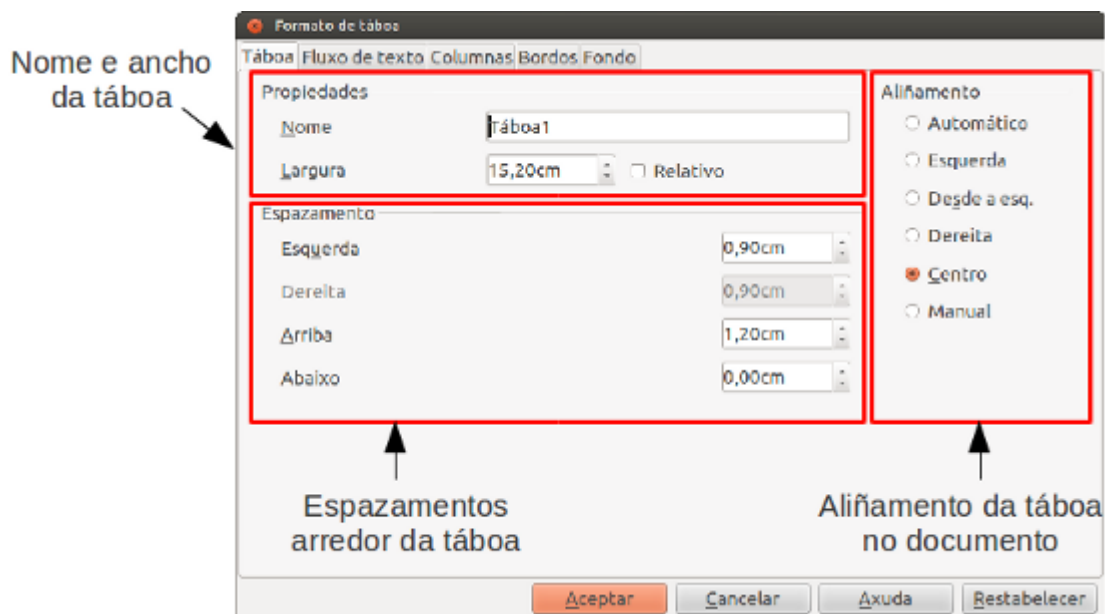 Formato de táboa
Táboa Fluxo de texto Columnas Bordos Fondo
Nome e ancho
da táboa
Propiedades
Nome Táboa1
Largura 15,20cm Relativo
Espazamento
Esquerda 0,90cm
Dereita 0,90cm
Arriba 1,20cm
Abaixo 0,00cm
Aliñamento
Automático
Esquerda
Desde a esq.
Dereita
Centro
Manual
Espazamentos
arredor da táboa
Aliñamento da táboa
no documento
Aceptar Cancelar Axuda Restabelecer